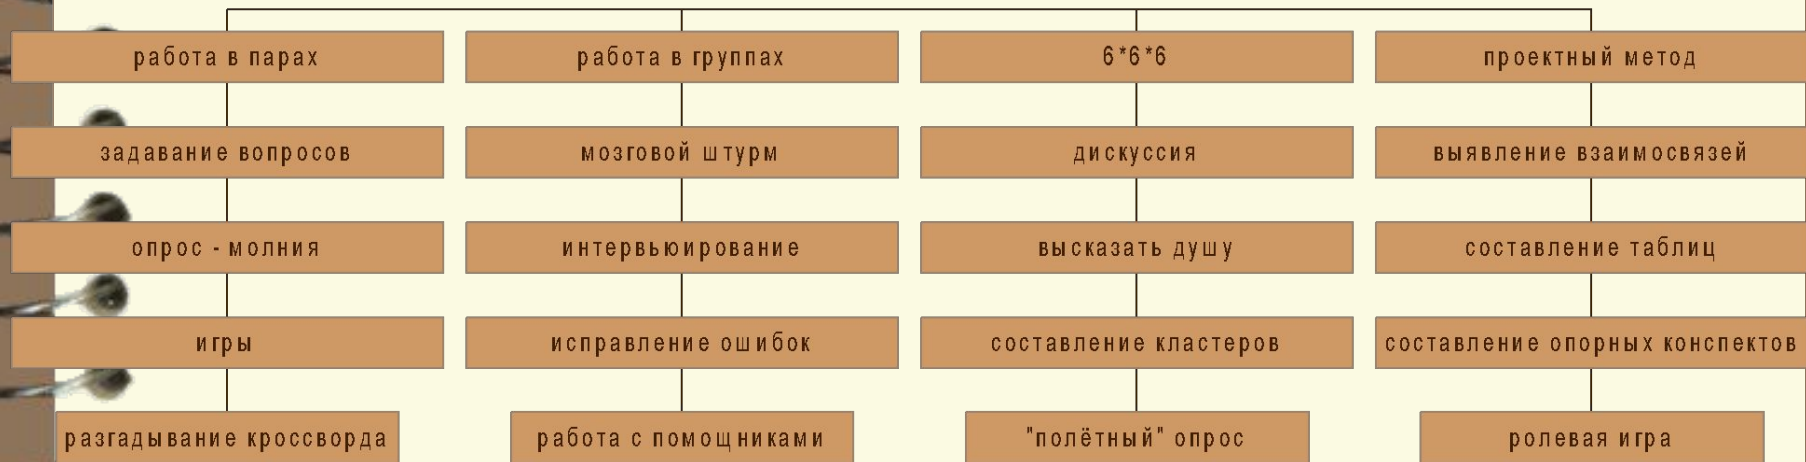 работа в парах
работа в группах
6*6*6
проектный метод
задавание вопросов
мозговой штурм
дискуссия
выявление взаимосвязей
опрос - молния
интервьюирование
высказать душу
составление таблиц
игры
исправление ошибок
составление кластеров
составление опорных конспектов
разгадывание кроссворда
работа с помощниками
"полётный" опрос
ролевая игра